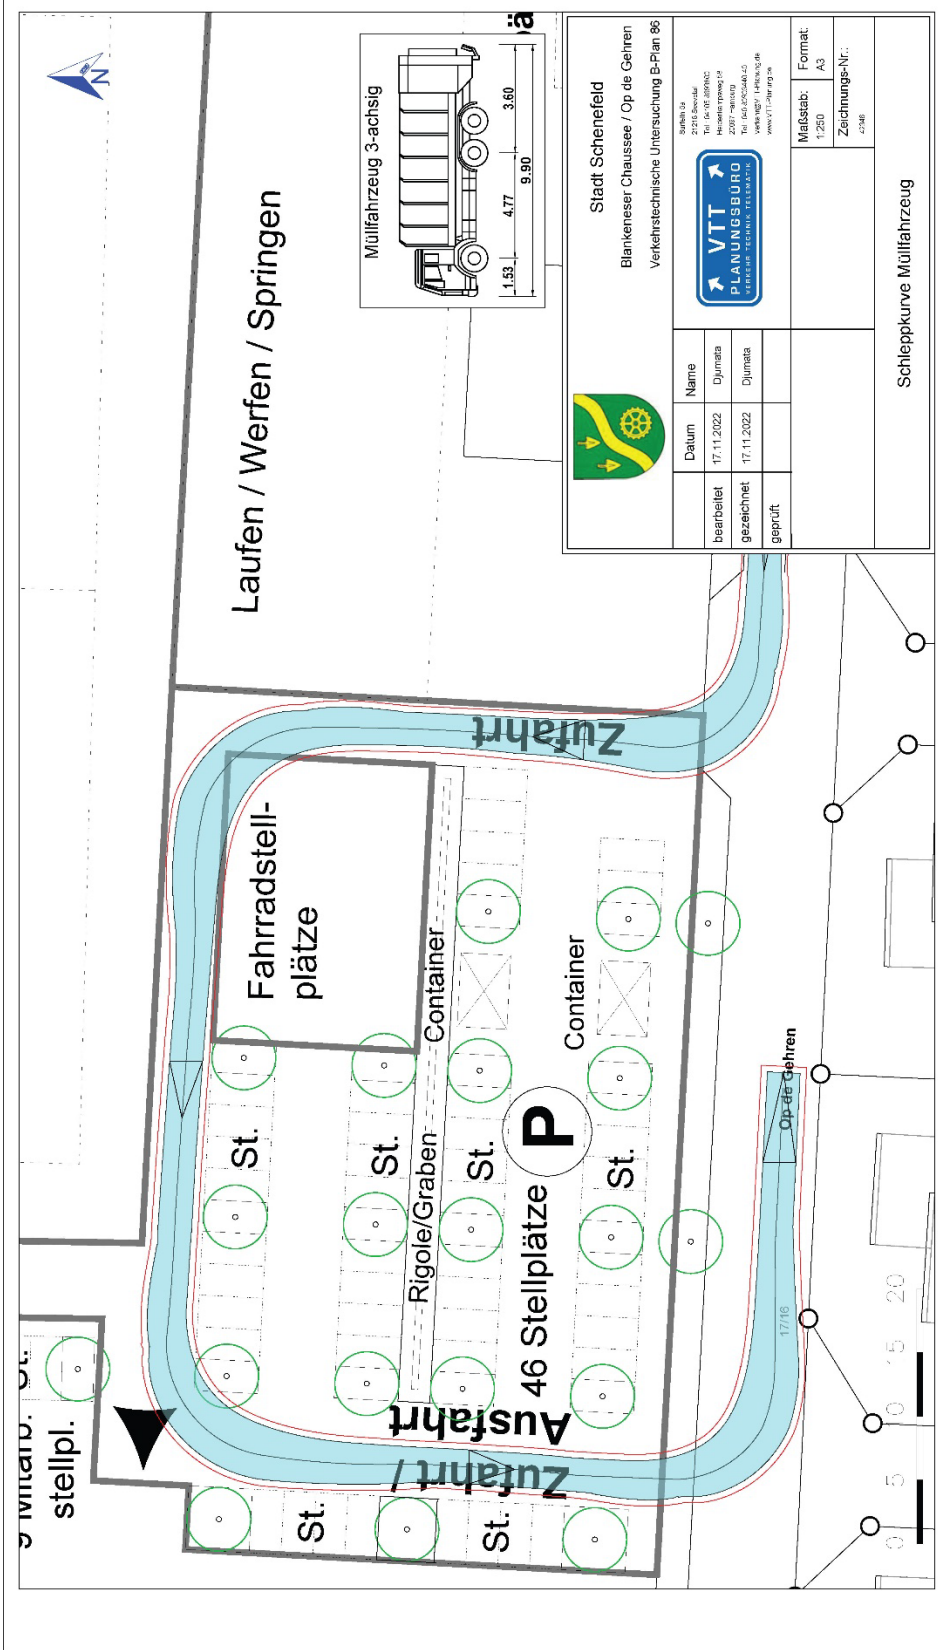 N
Laufen / Werfen / Springen
Müllfahrzeug 3-achsig
1.53
4.77
3.60
9.90
Stadt Schenefeld
Blankeneser Chaussee / Op de Gehren
Verkehrstechnische Untersuchung B-Plan 86
VTT
PLANUNGSBÜRO
VERKEHR TECHNIK TELEMATIK
Datum
Name
bearbeitet
17.11.2022
Djumata
gezeichnet
17.11.2022
Djumata
geprüft
Maßstab:
1:250
Format:
A3
Zeichnungs-Nr.:
Schleppkurve Müllfahrzeug
Zufahrt
Fahrradstell-
plätze
Container
Container
Rigole/Graben
St.
St.
St.
St.
P
46 Stellplätze
Zufahrt /
Ausfahrt
St.
St.
stellpl.
Op de Gehren
17/16
0
5
10
15
20